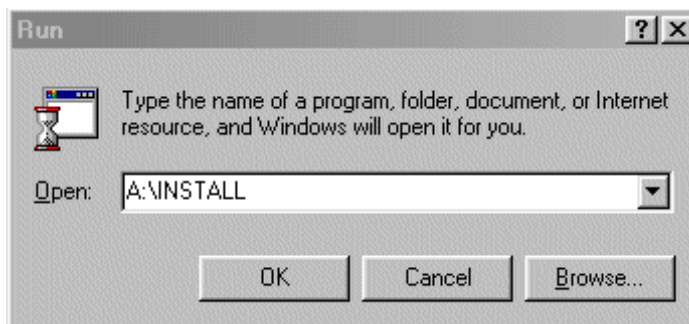 Run
Type the name of a program, folder, document, or Internet
resource, and Windows will open it for you.
Open: A:\INSTALL
OK Cancel Browse...